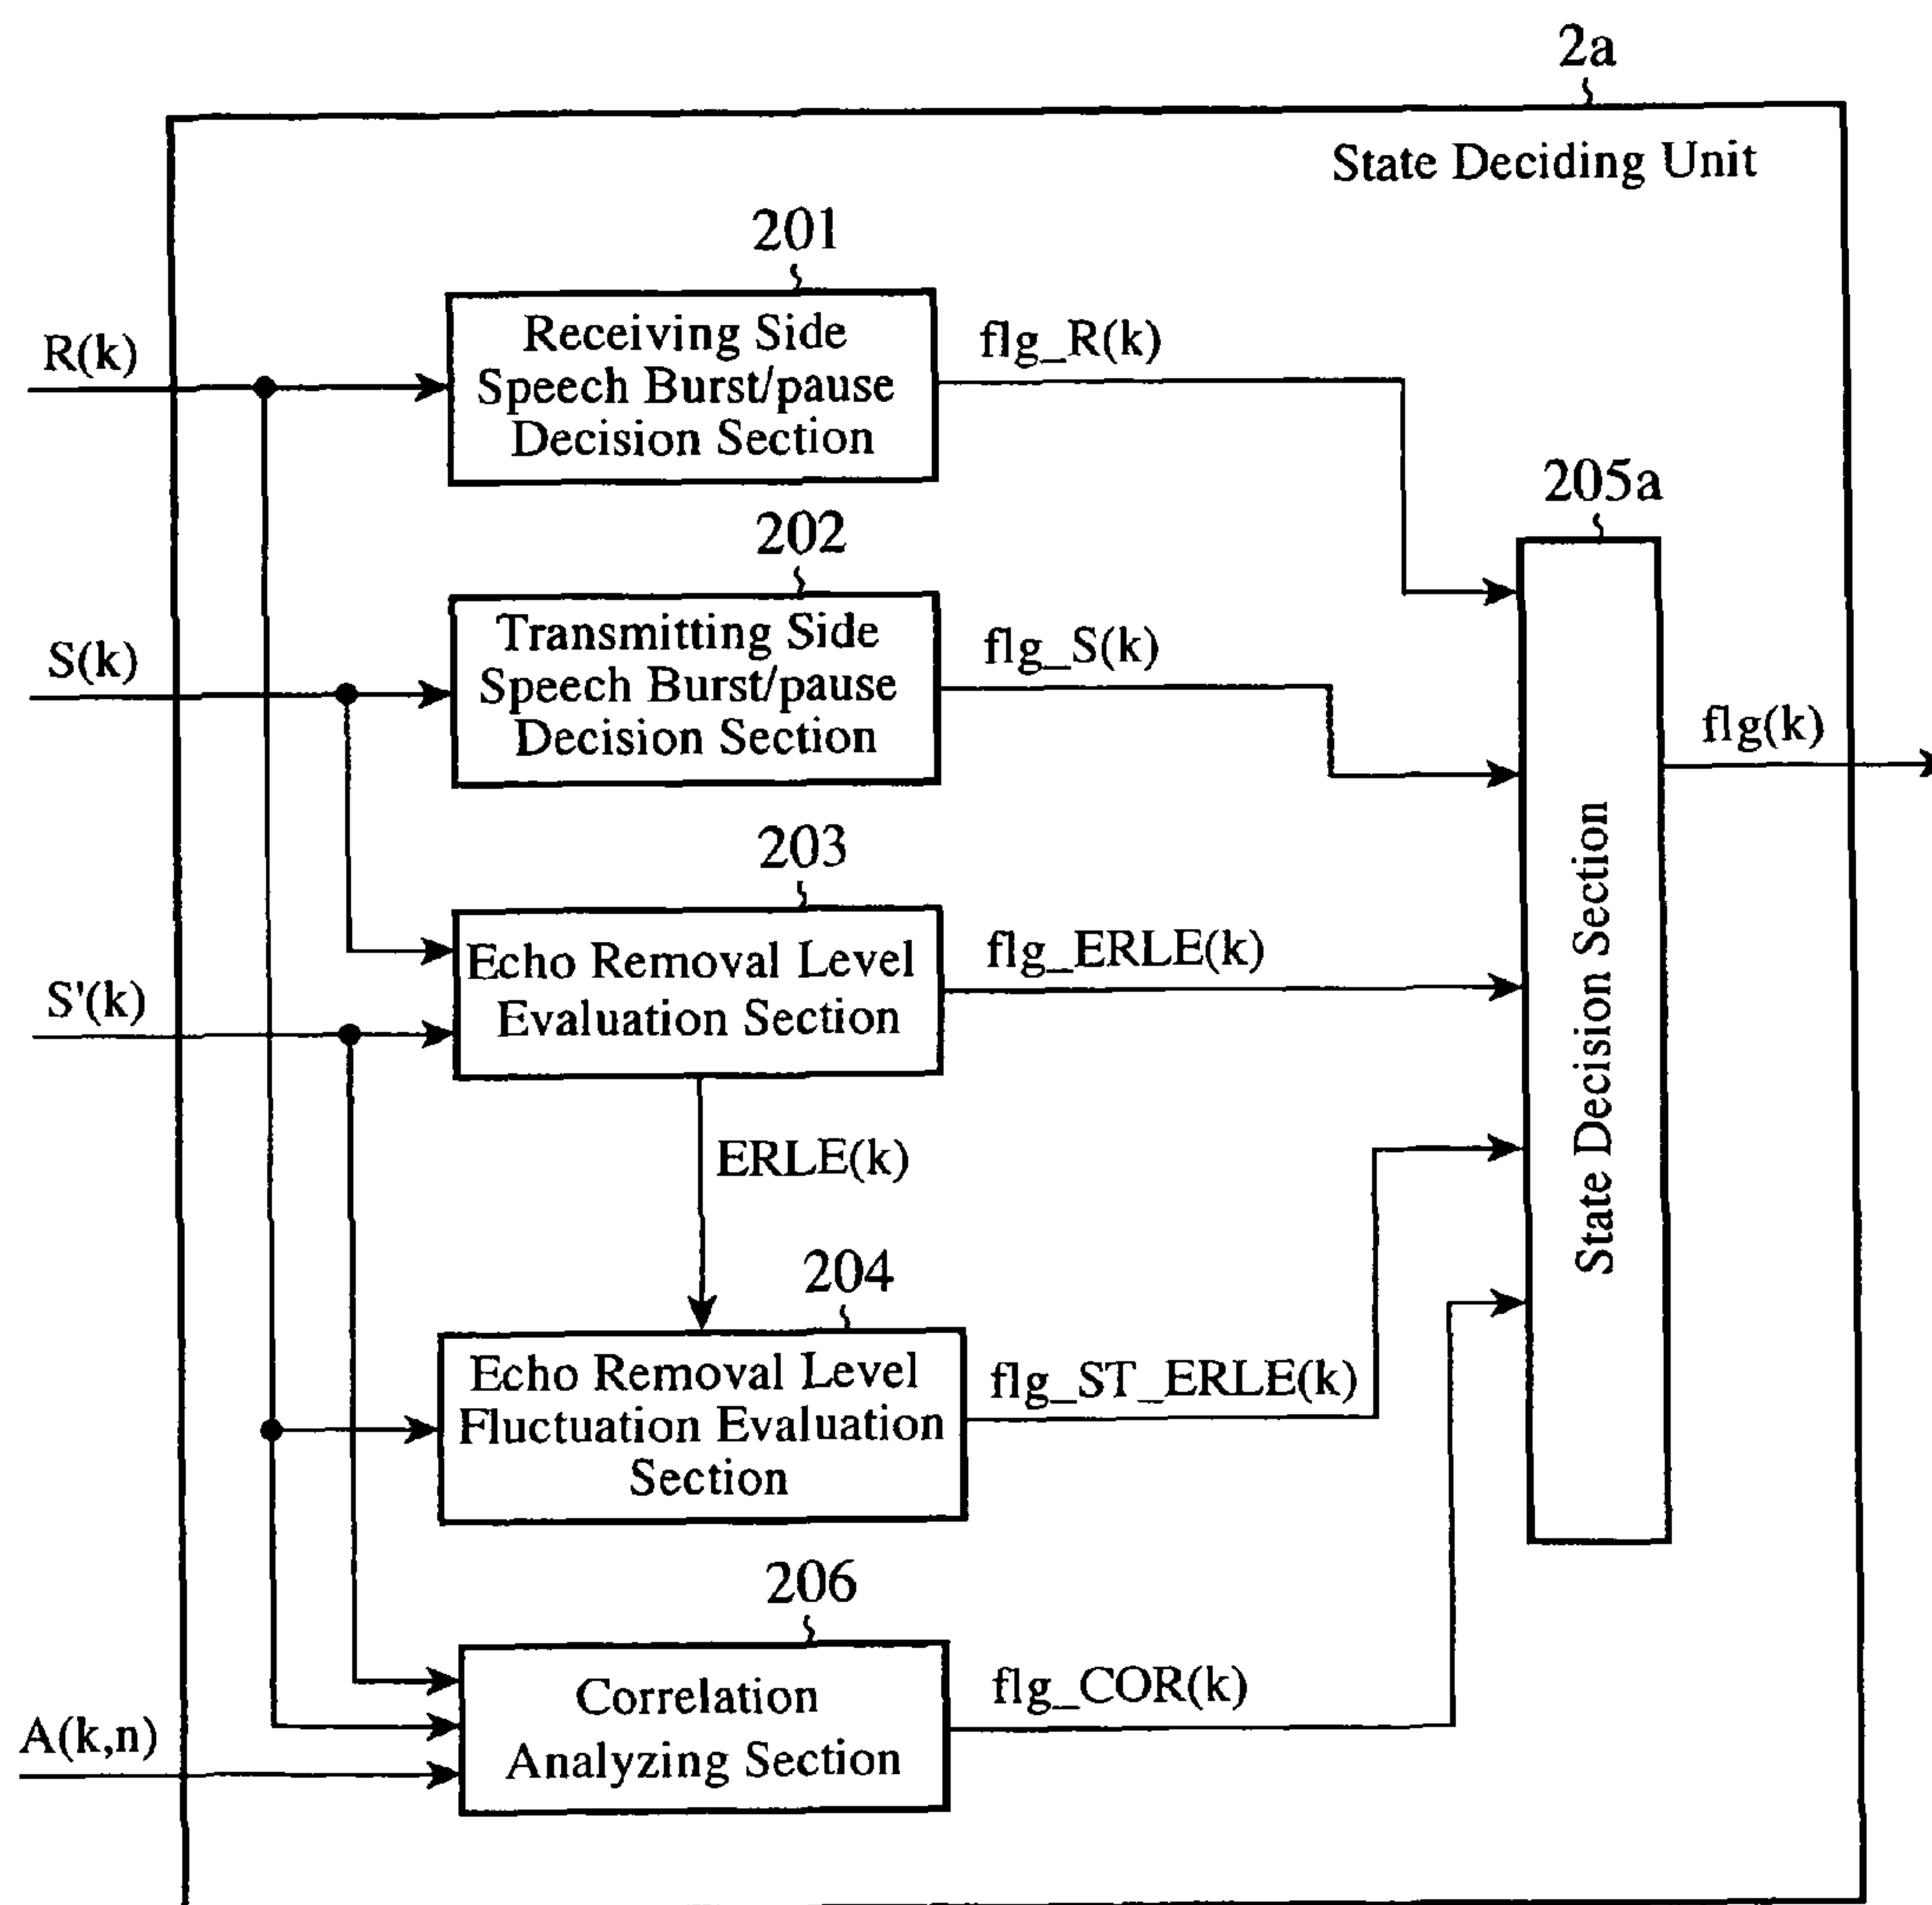 2a
State Deciding Unit
201
R(k)
Receiving Side
Speech Burst/pause
Decision Section
flg_R(k)
205a
202
S(k)
Transmitting Side
Speech Burst/pause
Decision Section
flg_S(k)
flg(k)
State Decision Section
203
S'(k)
Echo Removal Level
Evaluation Section
flg_ERLE(k)
ERLE(k)
204
Echo Removal Level
Fluctuation Evaluation
Section
flg_ST_ERLE(k)
206
A(k,n)
Correlation
Analyzing Section
flg_COR(k)